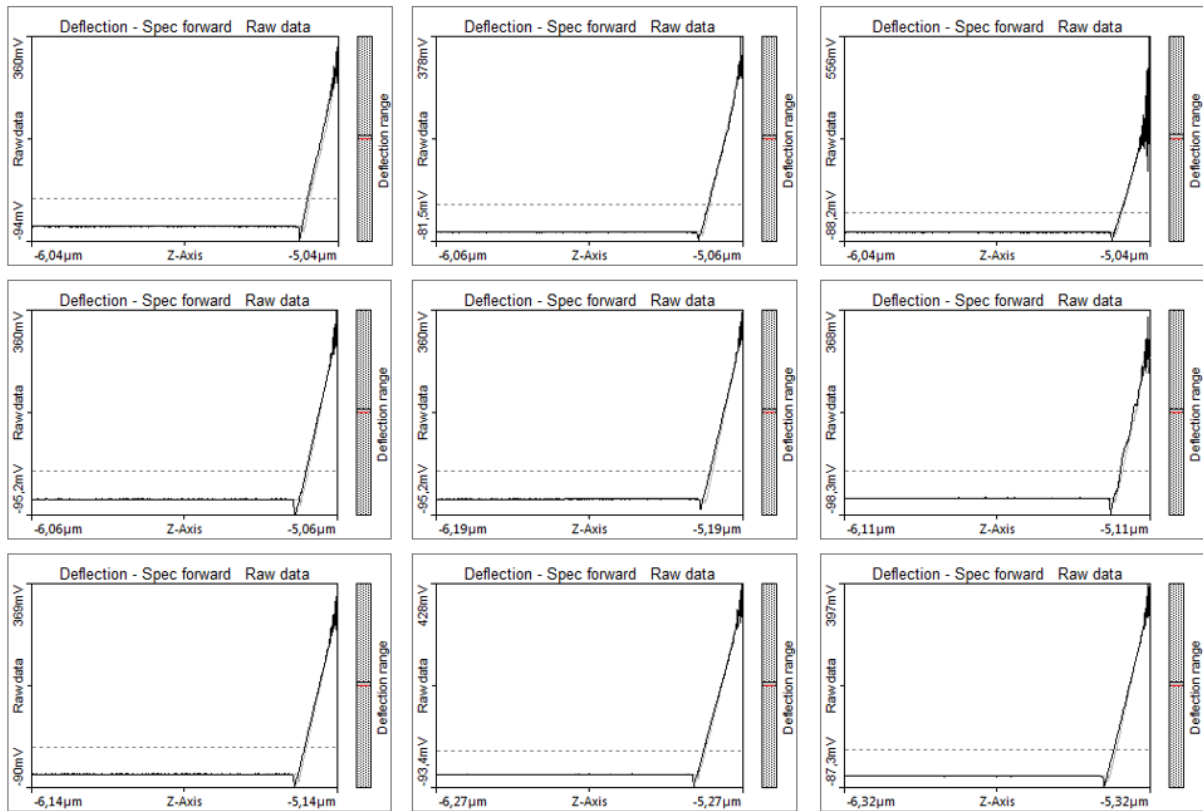 Deflection - Spec forward Raw data
360mV
Raw data
-94mV
Deflection range
-6,04µm Z-Axis -5,04µm
Deflection - Spec forward Raw data
378mV
Raw data
-81,5mV
Deflection range
-6,06µm Z-Axis -5,06µm
Deflection - Spec forward Raw data
556mV
Raw data
-88,2mV
Deflection range
-6,04µm Z-Axis -5,04µm
Deflection - Spec forward Raw data
360mV
Raw data
-95,2mV
Deflection range
-6,06µm Z-Axis -5,06µm
Deflection - Spec forward Raw data
360mV
Raw data
-95,2mV
Deflection range
-6,19µm Z-Axis -5,19µm
Deflection - Spec forward Raw data
368mV
Raw data
-98,3mV
Deflection range
-6,11µm Z-Axis -5,11µm
Deflection - Spec forward Raw data
369mV
Raw data
-90mV
Deflection range
-6,14µm Z-Axis -5,14µm
Deflection - Spec forward Raw data
428mV
Raw data
-93,4mV
Deflection range
-6,27µm Z-Axis -5,27µm
Deflection - Spec forward Raw data
397mV
Raw data
-87,3mV
Deflection range
-6,32µm Z-Axis -5,32µm